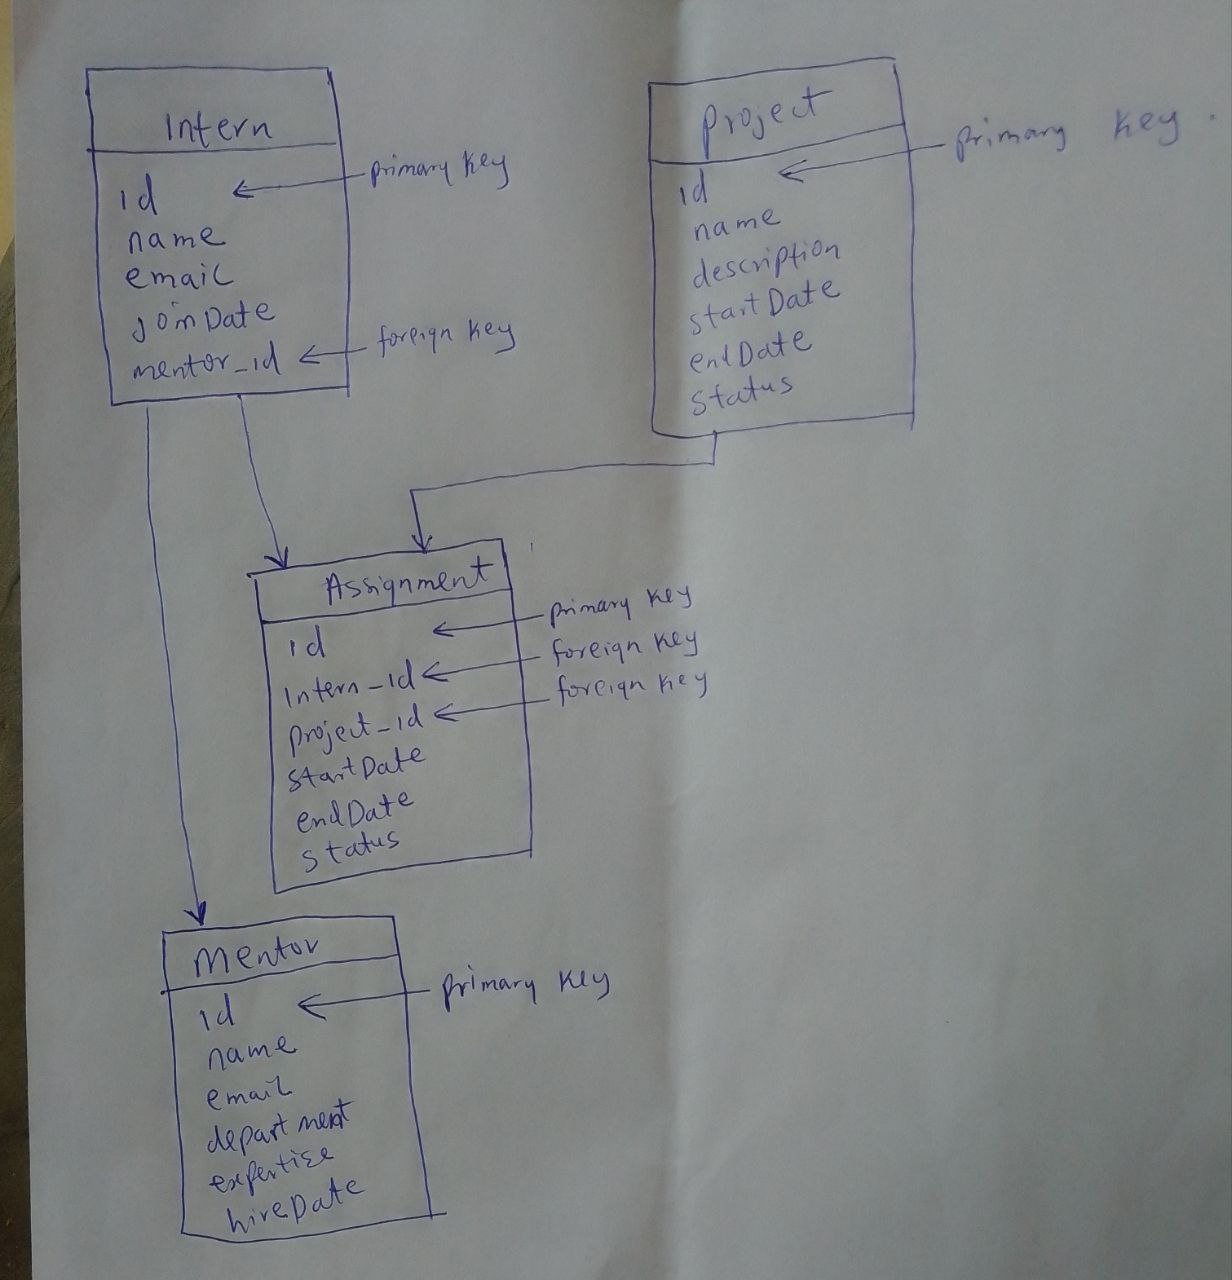 Intern
id
primary key
name
email
joinDate
mentor_id
foreign key
project
id
primary key.
name
description
startDate
endDate
status
Assignment
id
primary key
Intern_id
foreign key
project_id
foreign key
startDate
endDate
status
mentor
id
primary key
name
email
department
expertise
hireDate